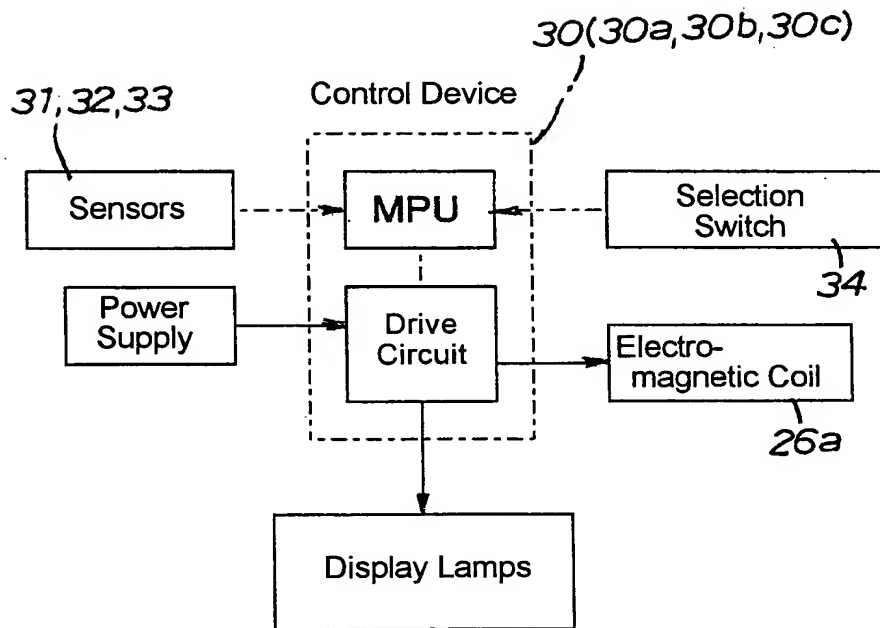 30(30a,30b,30c)
31,32,33
Control Device
Sensors
MPU
Selection
Switch
34
Power
Supply
Drive
Circuit
Electro-
magnetic Coil
26a
Display Lamps